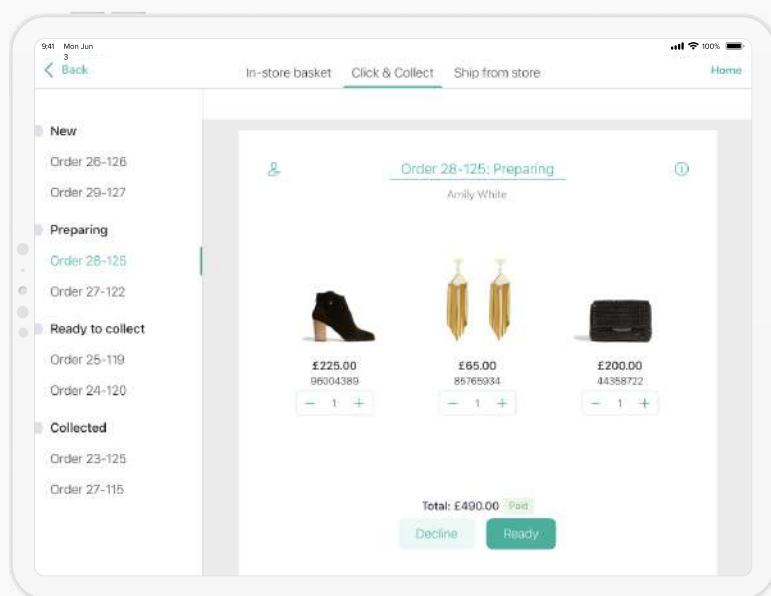 9:41 Mon Jun
3
100%
Back
In-store basket Click & Collect Ship from store
Home
New
Order 26-126
Order 29-127
Preparing
Order 28-125
Order 27-122
Ready to collect
Order 25-119
Order 24-120
Collected
Order 23-125
Order 27-115
Order 28-125: Preparing
Amily White
£225.00 £65.00 £200.00
96004389 85765934 44358722
− 1 + − 1 + − 1 +
Total: £490.00 Paid
Decline Ready